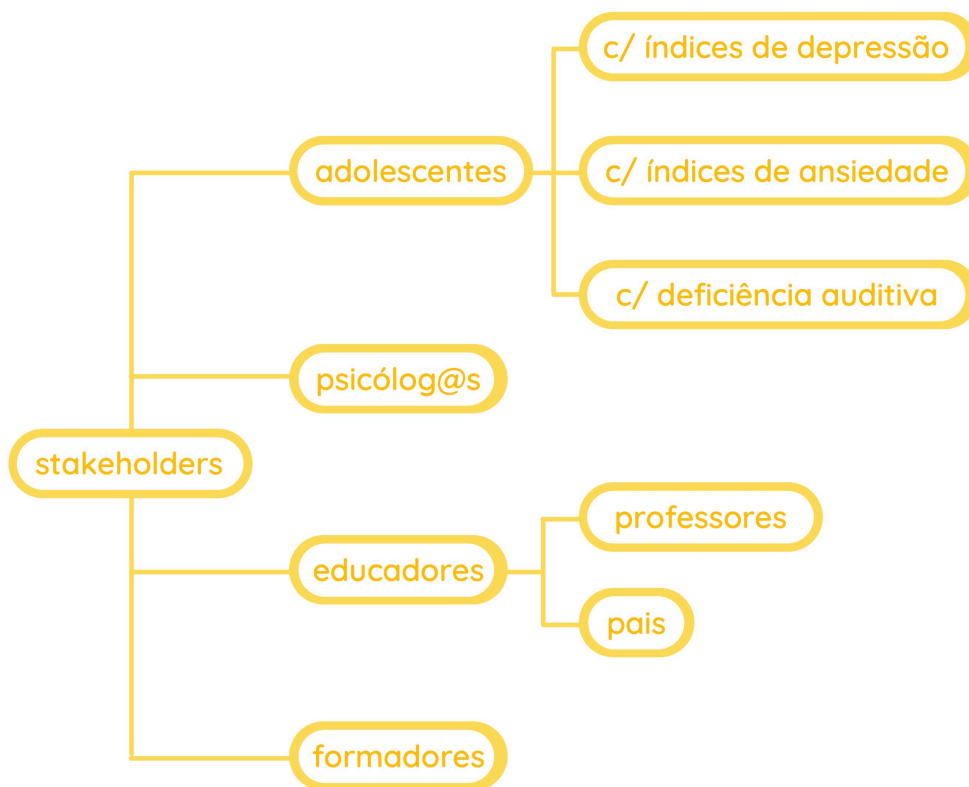 c/ índices de depressão
adolescentes
c/ índices de ansiedade
c/ deficiência auditiva
psicólog@s
stakeholders
professores
educadores
pais
formadores